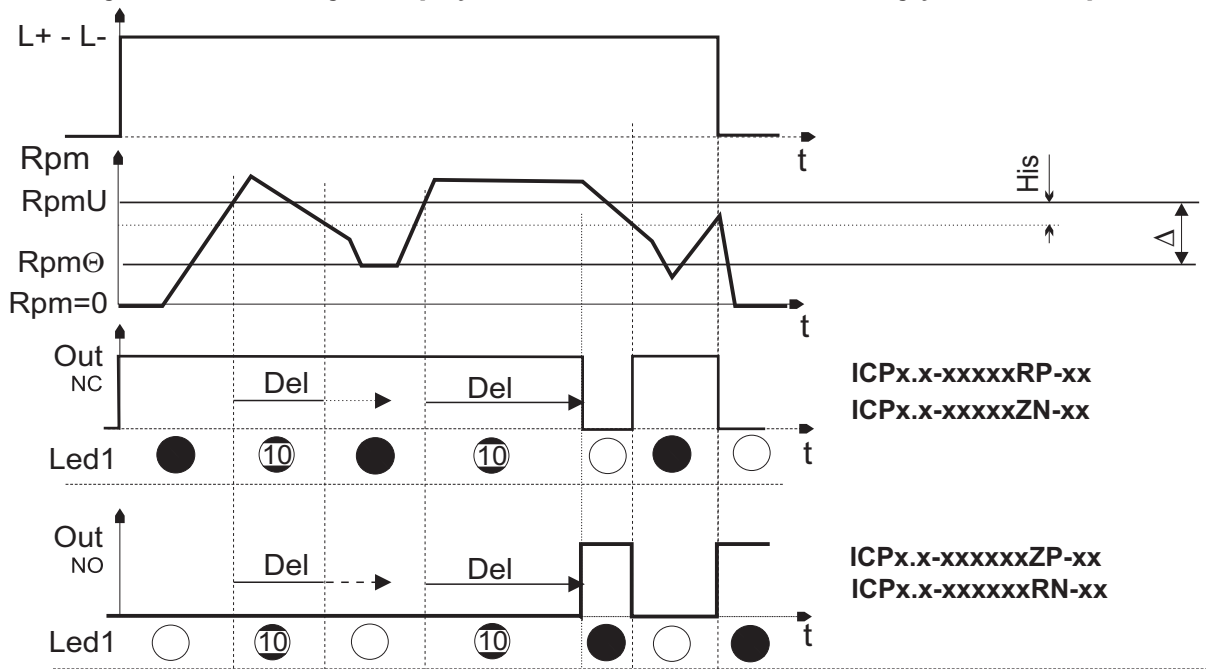 L+ - L-
t
Rpm
RpmU
RpmΘ
Rpm=0
t
His
Δ
Out
NC
Del
Del
ICPx.x-xxxxxRP-xx
ICPx.x-xxxxxZN-xx
Led1
10
10
t
Out
NO
Del
Del
ICPx.x-xxxxxxZP-xx
ICPx.x-xxxxxxRN-xx
Led1
10
10
t